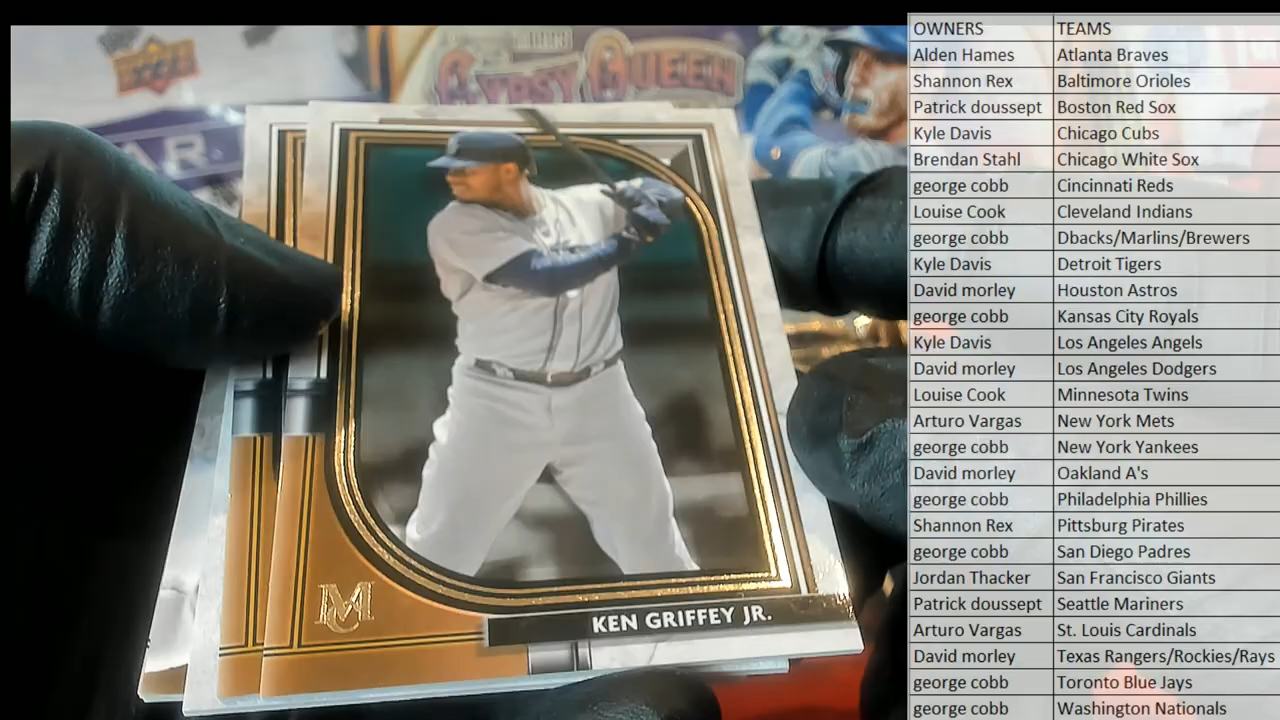 UPPER DECK
GYPSY QUEEN
AR
MC
KEN GRIFFEY JR.
OWNERS TEAMS
Alden Hames Atlanta Braves
Shannon Rex Baltimore Orioles
Patrick doussept Boston Red Sox
Kyle Davis Chicago Cubs
Brendan Stahl Chicago White Sox
george cobb Cincinnati Reds
Louise Cook Cleveland Indians
george cobb Dbacks/Marlins/Brewers
Kyle Davis Detroit Tigers
David morley Houston Astros
george cobb Kansas City Royals
Kyle Davis Los Angeles Angels
David morley Los Angeles Dodgers
Louise Cook Minnesota Twins
Arturo Vargas New York Mets
george cobb New York Yankees
David morley Oakland A's
george cobb Philadelphia Phillies
Shannon Rex Pittsburg Pirates
george cobb San Diego Padres
Jordan Thacker San Francisco Giants
Patrick doussept Seattle Mariners
Arturo Vargas St. Louis Cardinals
David morley Texas Rangers/Rockies/Rays
george cobb Toronto Blue Jays
george cobb Washington Nationals